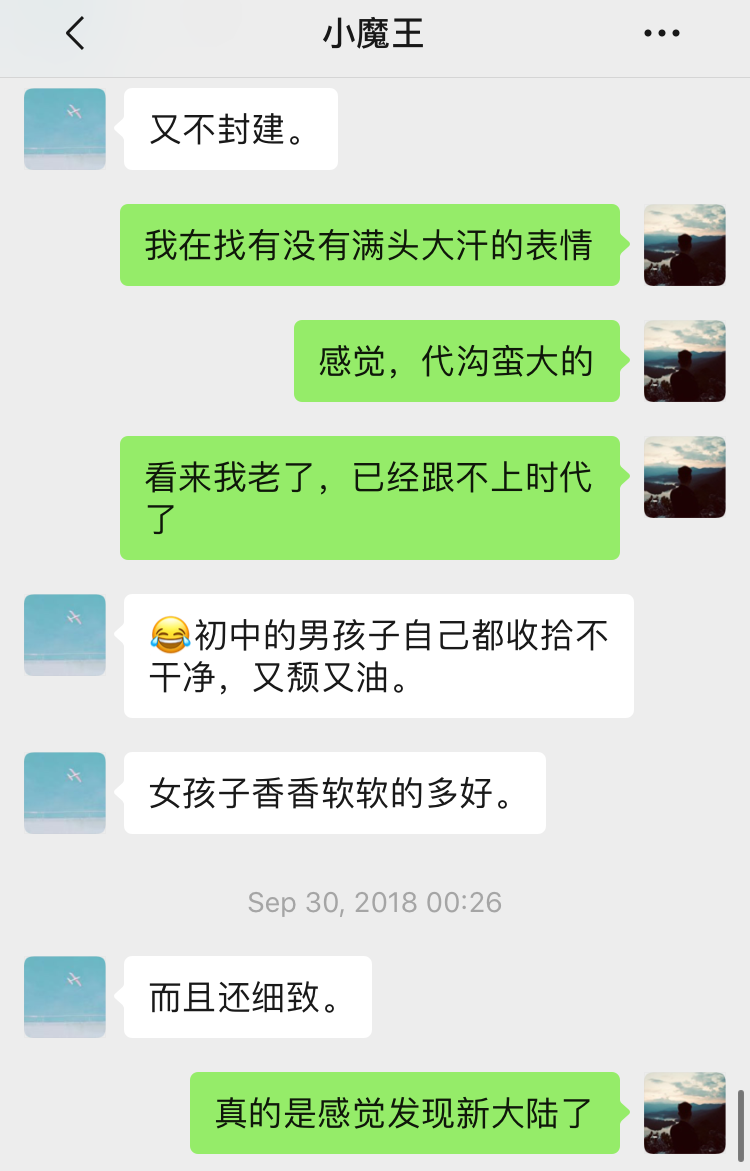 小魔王
又不封建。
我在找有没有满头大汗的表情
感觉，代沟蛮大的
看来我老了，已经跟不上时代
了
😂初中的男孩子自己都收拾不
干净，又颓又油。
女孩子香香软软的多好。
Sep 30, 2018 00:26
而且还细致。
真的是感觉发现新大陆了